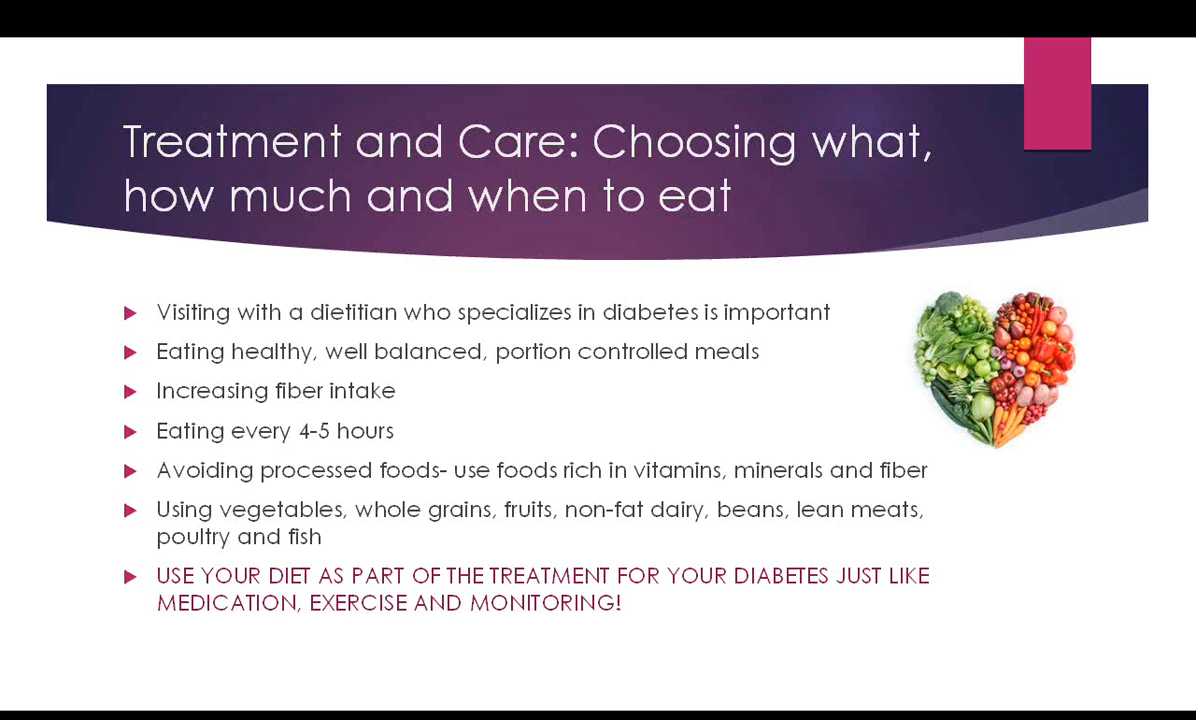 Treatment and Care: Choosing what,
how much and when to eat
Visiting with a dietitian who specializes in diabetes is important
Eating healthy, well balanced, portion controlled meals
Increasing fiber intake
Eating every 4-5 hours
Avoiding processed foods- use foods rich in vitamins, minerals and fiber
Using vegetables, whole grains, fruits, non-fat dairy, beans, lean meats,
poultry and fish
USE YOUR DIET AS PART OF THE TREATMENT FOR YOUR DIABETES JUST LIKE
MEDICATION, EXERCISE AND MONITORING!